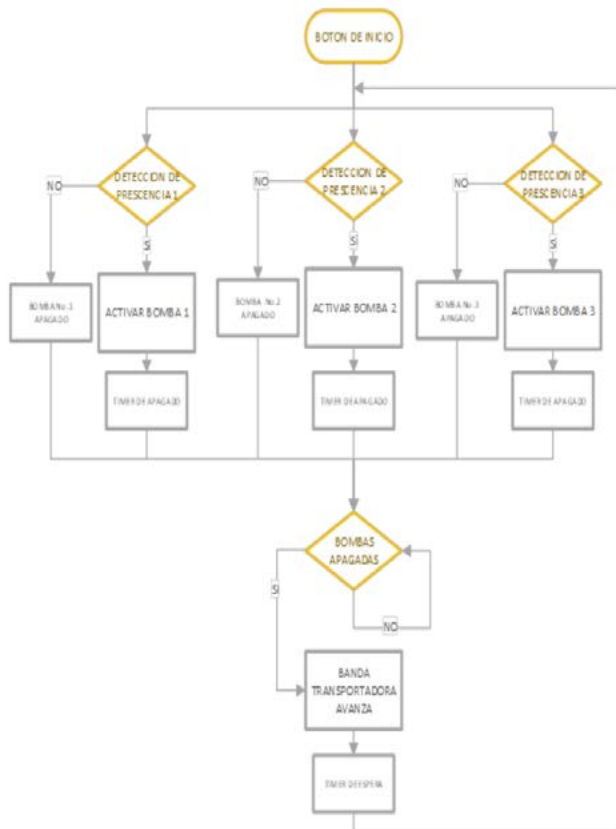 BOTON DE INICIO
DETECCION DE
PRESCENCIA 1
DETECCION DE
PRESCENCIA 2
DETECCION DE
PRESCENCIA 3
NO
NO
NO
SI
SI
SI
BOMBA No.
APAGADO
ACTIVAR BOMBA 1
BOMBA No.2
APAGADO
ACTIVAR BOMBA 2
BOMBA No.3
APAGADO
ACTIVAR BOMBA 3
TIMER DE APAGADO
TIMER DE APAGADO
TIMER DE APAGADO
BOMBAS
APAGADAS
SI
NO
BANDA
TRANSPORTADORA
AVANZA
TIMER DE ESPERA